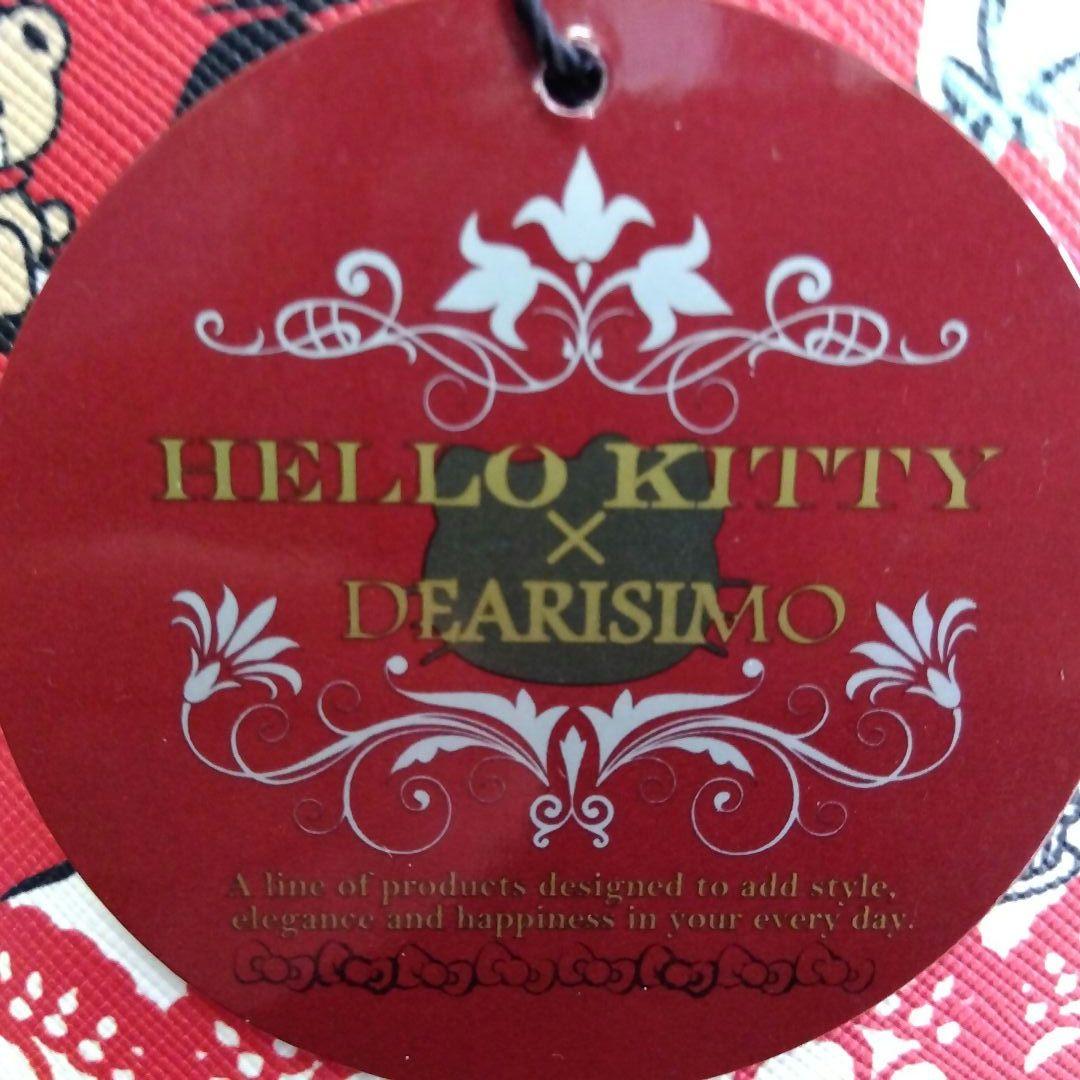 HELLO KITTY
×
DEARISIMO
A line of products designed to add style,
elegance and happiness in your every day.